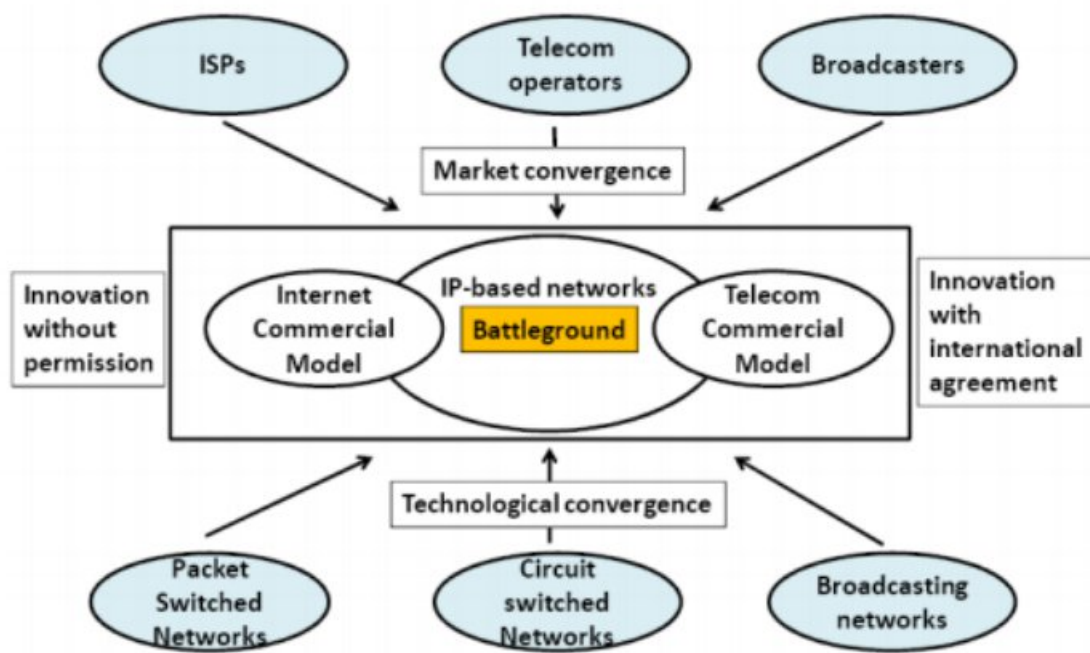 ISPs
Telecom
operators
Broadcasters
Market convergence
Innovation
without
permission
Internet
Commercial
Model
IP-based networks
Battleground
Telecom
Commercial
Model
Innovation
with
international
agreement
Technological convergence
Packet
Switched
Networks
Circuit
switched
Networks
Broadcasting
networks